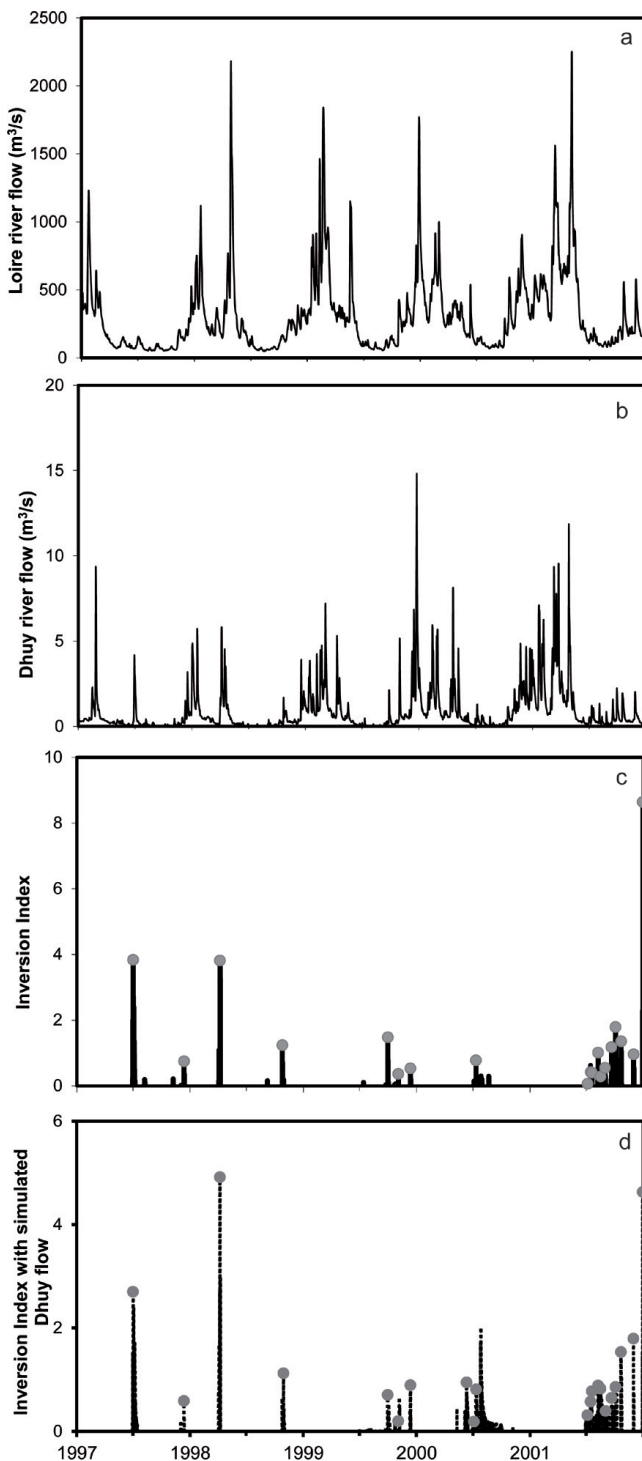 a
2500
2000
1500
1000
500
0
Loire river flow (m³/s)
b
20
15
10
5
0
Dhuy river flow (m³/s)
c
10
8
6
4
2
0
Inversion Index
d
6
4
2
0
Inversion Index with simulated
Dhuy flow
1997 1998 1999 2000 2001